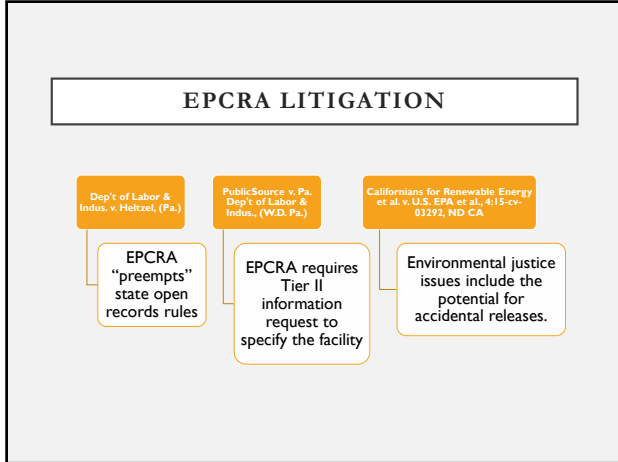 EPCRA LITIGATION
Dep't of Labor &
Indus. v. Heltzel, (Pa.)
EPCRA
“preempts”
state open
records rules
PublicSource v. Pa.
Dep't of Labor &
Indus., (W.D. Pa.)
EPCRA requires
Tier II
information
request to
specify the facility
Californians for Renewable Energy
et al. v. U.S. EPA et al., 4:15-cv-
03292, ND CA
Environmental justice
issues include the
potential for
accidental releases.